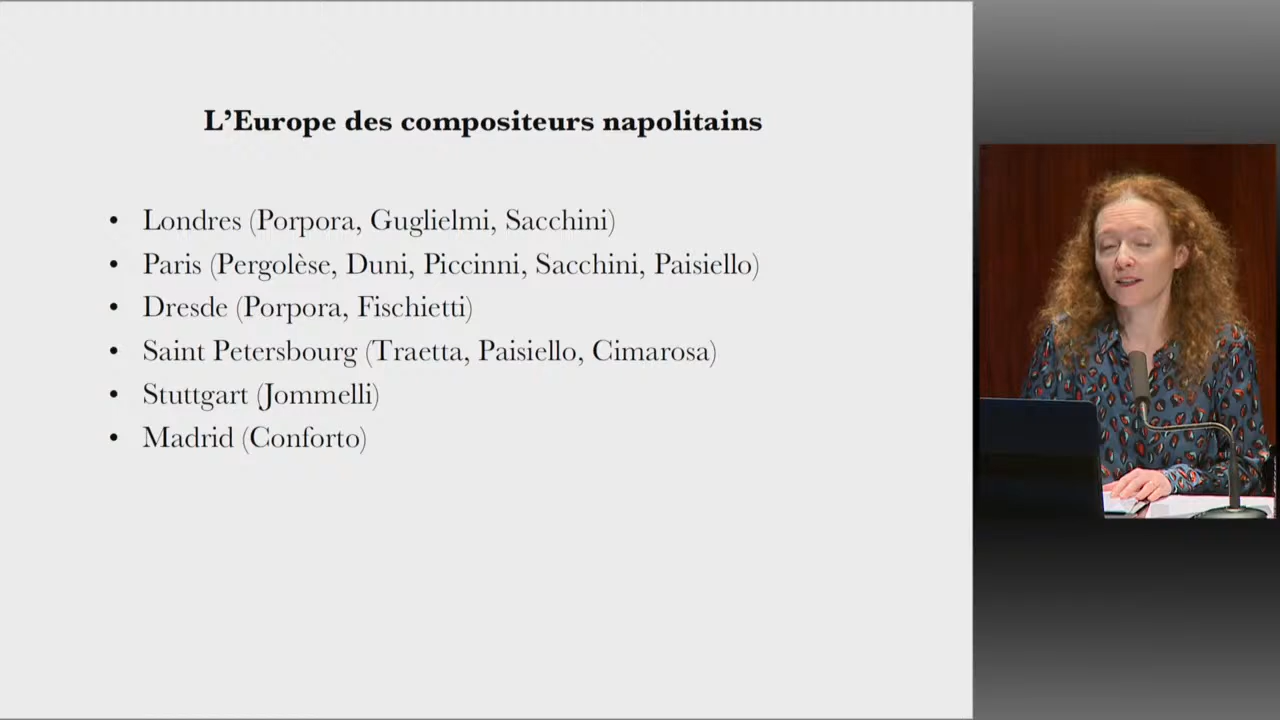 L’Europe des compositeurs napolitains
• Londres (Porpora, Guglielmi, Sacchini)
• Paris (Pergolèse, Duni, Piccinni, Sacchini, Paisiello)
• Dresde (Porpora, Fischietti)
• Saint Petersbourg (Traetta, Paisiello, Cimarosa)
• Stuttgart (Jommelli)
• Madrid (Conforto)